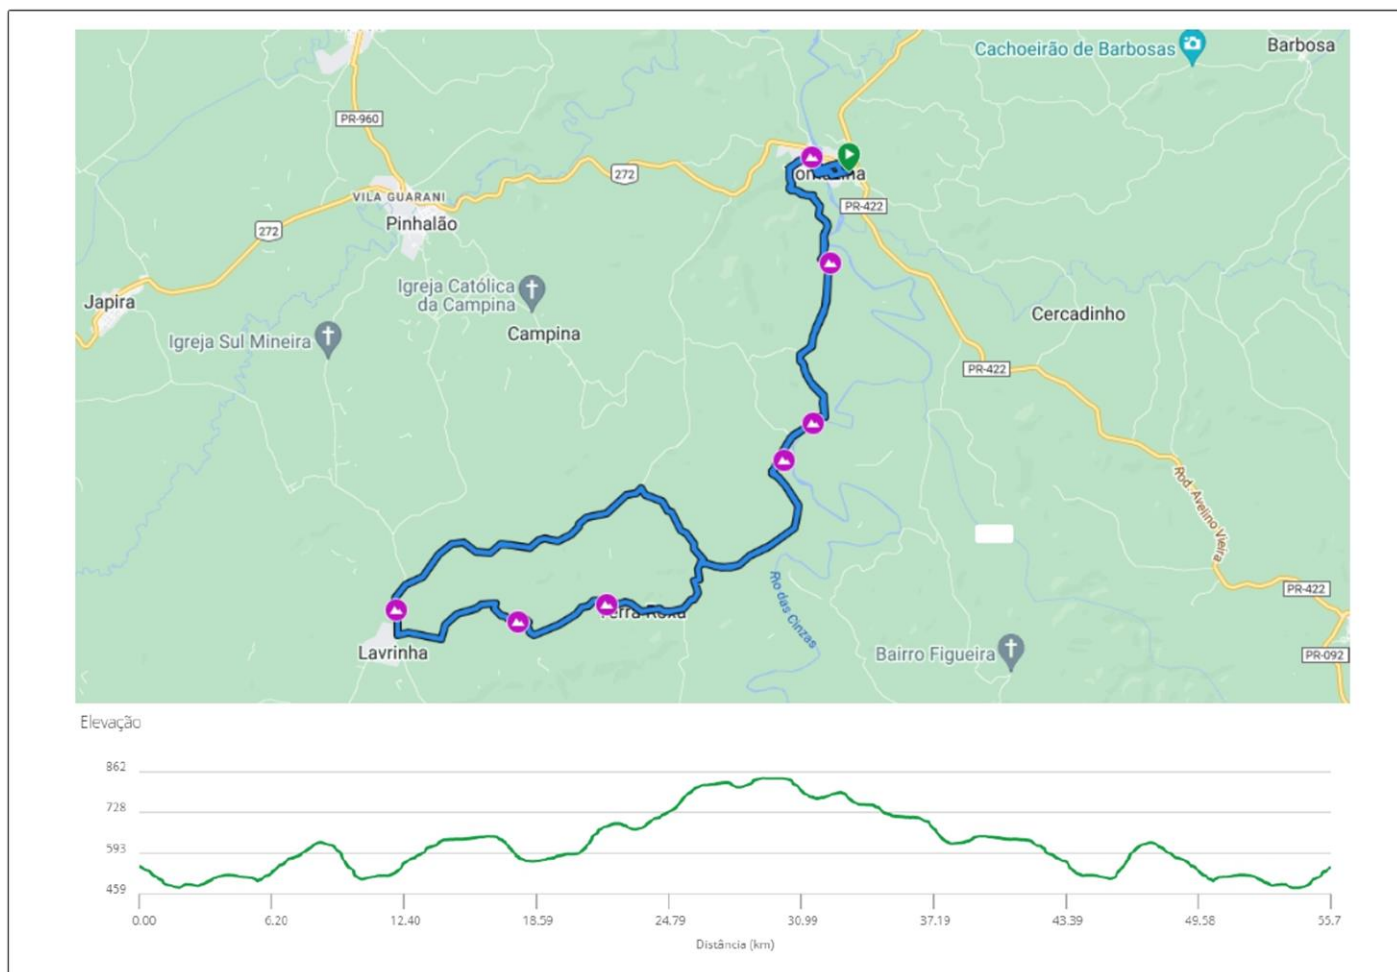 Cachoeirão de Barbosas
Barbosa
PR-960
272
VILA GUARANI
Pinhalão
PR-422
272
Japira
Igreja Católica
da Campina
Campina
Igreja Sul Mineira
Cercadinho
PR-422
Rod. Avelino Vieira
PR-422
Rio das Cinzas
Lavrinha
Bairro Figueira
PR-092
Elevação
862
728
593
459
0.00
6.20
12.40
18.59
24.79
30.99
37.19
43.39
49.58
55.7
Distância (km)